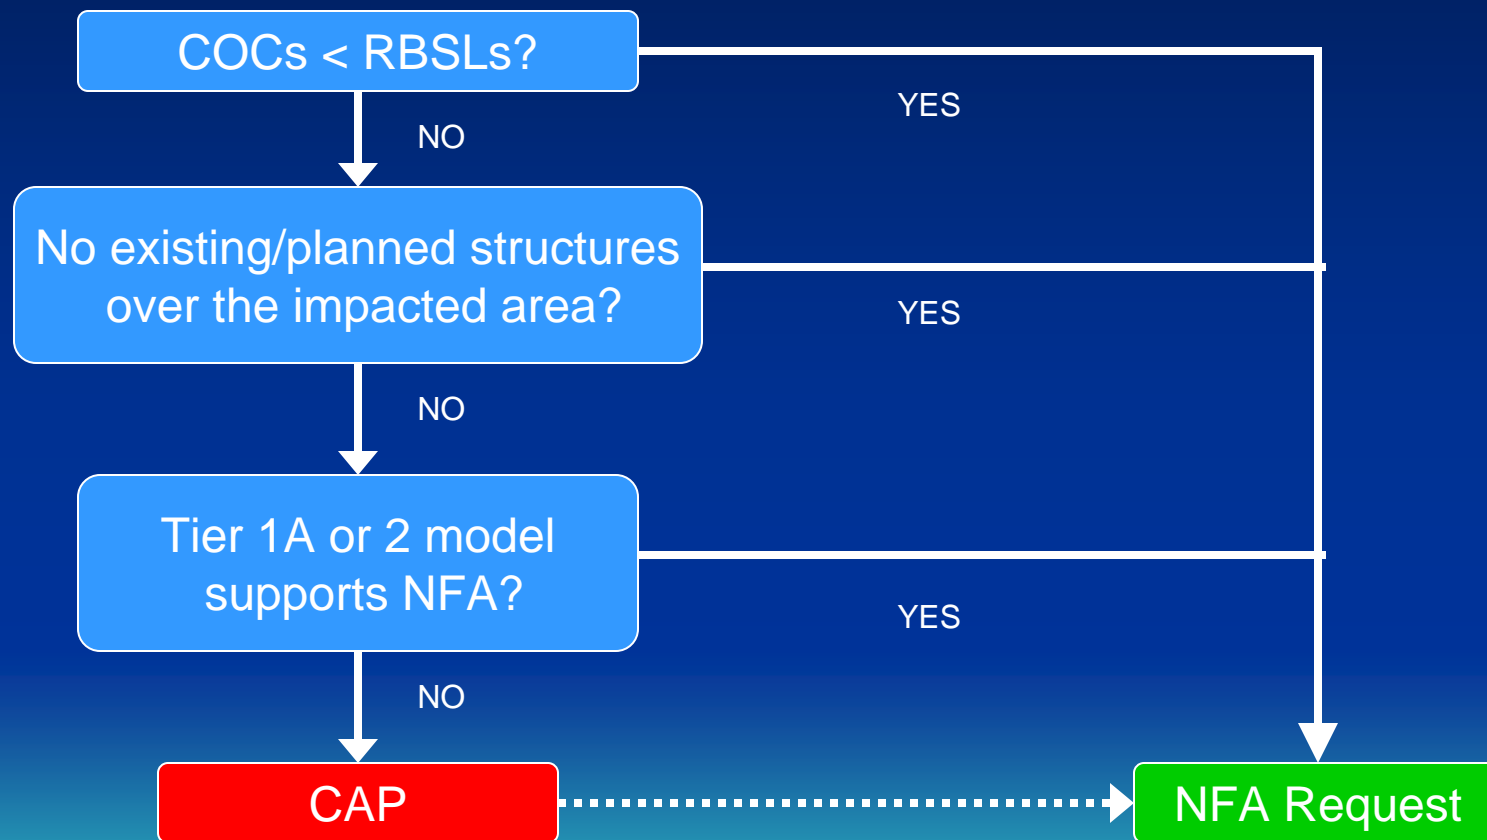 COCs < RBSLs?
YES
NO
No existing/planned structures
over the impacted area?
YES
NO
Tier 1A or 2 model
supports NFA?
YES
NO
CAP
NFA Request